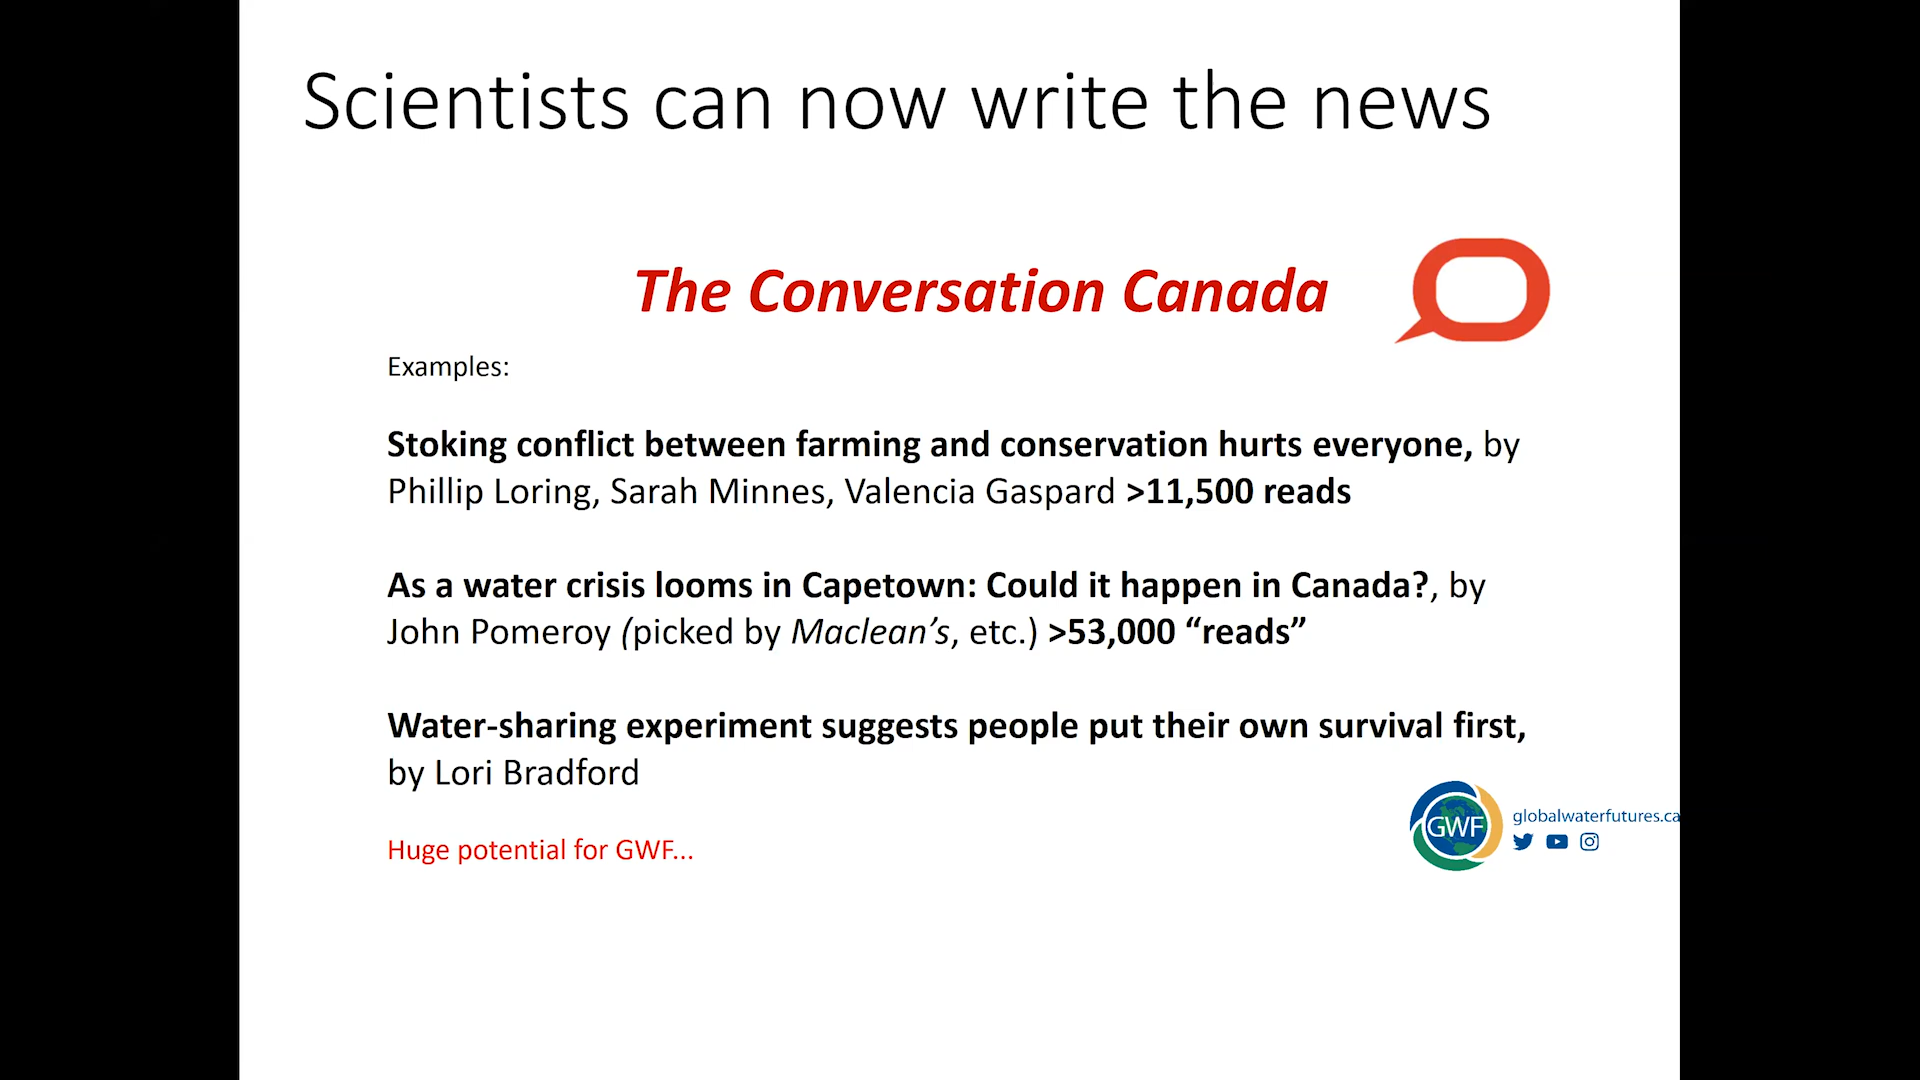 Scientists can now write the news
The Conversation Canada
Examples:
Stoking conflict between farming and conservation hurts everyone, by
Phillip Loring, Sarah Minnes, Valencia Gaspard >11,500 reads
As a water crisis looms in Capetown: Could it happen in Canada?, by
John Pomeroy (picked by Maclean’s, etc.) >53,000 “reads”
Water-sharing experiment suggests people put their own survival first,
by Lori Bradford
GWF
globalwaterfutures.ca
Huge potential for GWF...